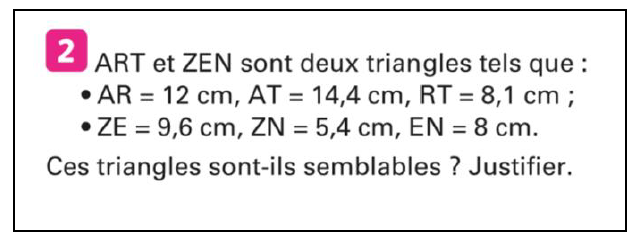 2 ART et ZEN sont deux triangles tels que :
• AR = 12 cm, AT = 14,4 cm, RT = 8,1 cm ;
• ZE = 9,6 cm, ZN = 5,4 cm, EN = 8 cm.
Ces triangles sont-ils semblables ? Justifier.